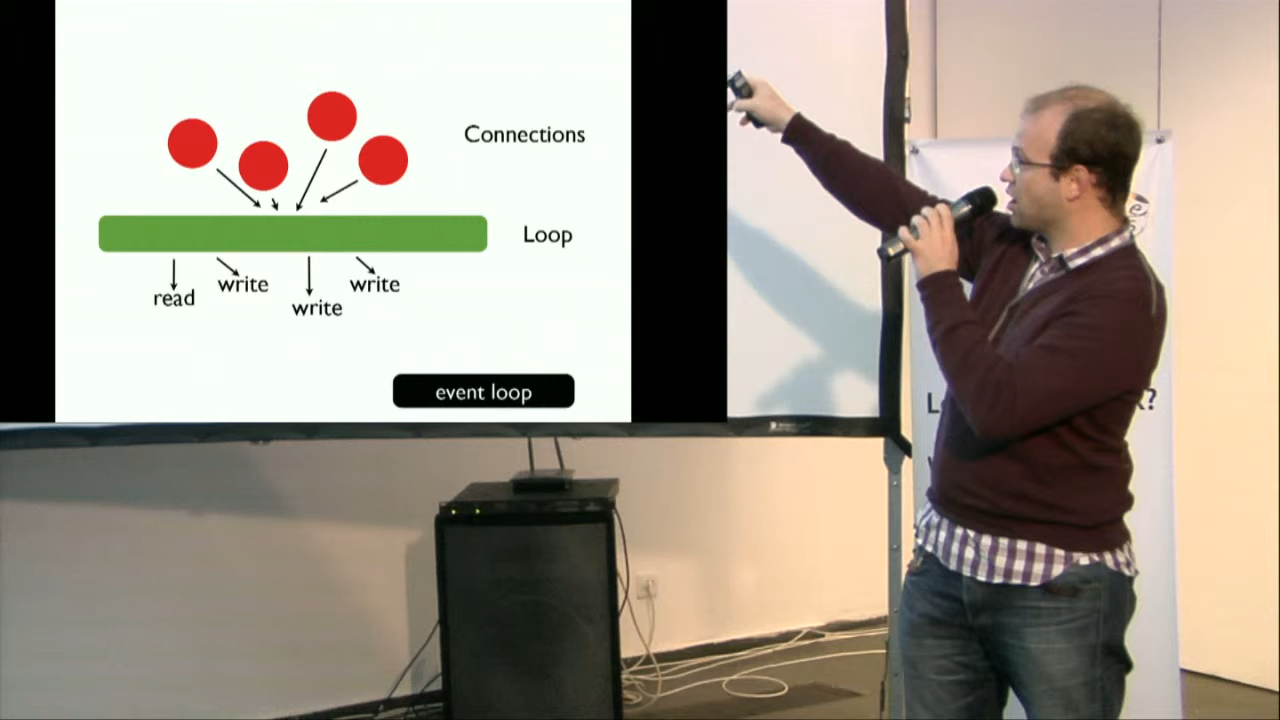 Connections
Loop
read
write
write
write
event loop